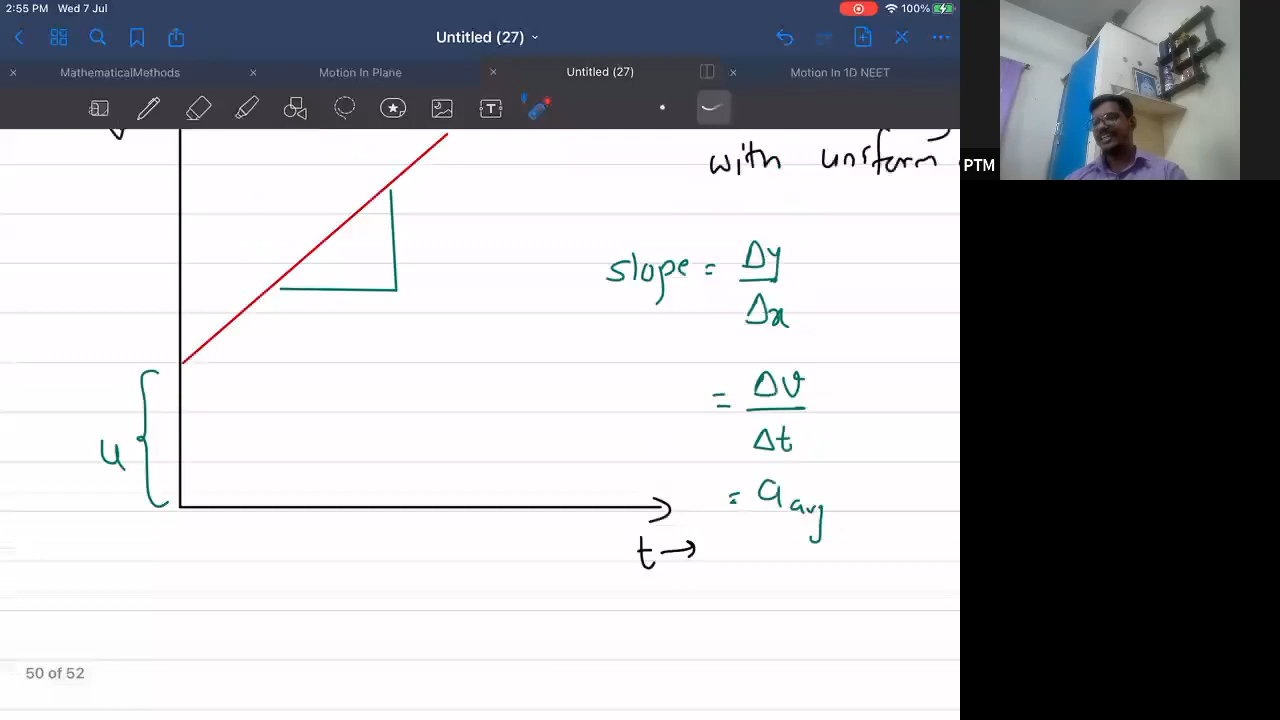 2:55 PM Wed 7 Jul
100%
Untitled (27)
MathematicalMethods
Motion In Plane
Untitled (27)
Motion In 1D NEET
T
with uniform
PTM
slope = Δy
Δx
= Δv
Δt
= a avg
u
t →
50 of 52